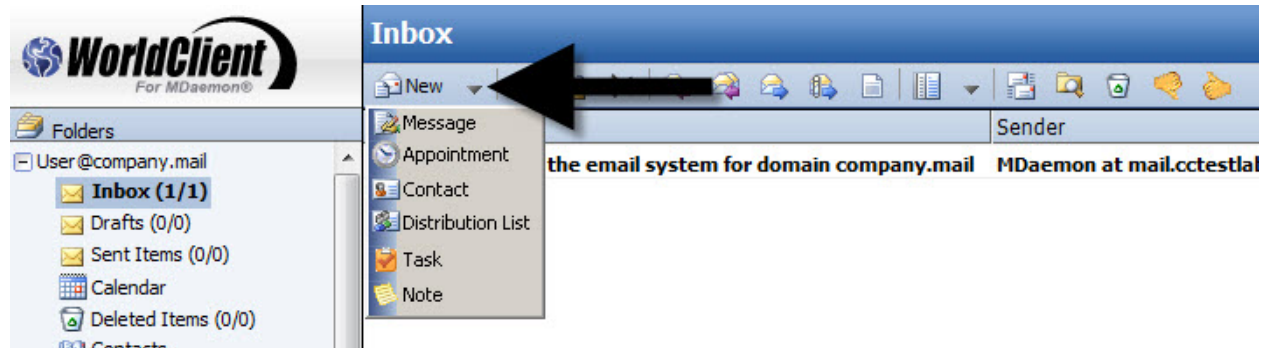 WorldClient
For MDaemon®
Inbox
New
Folders
Sender
User@company.mail
Inbox (1/1)
Drafts (0/0)
Sent Items (0/0)
Calendar
Deleted Items (0/0)
Contacts
Message
Appointment
Contact
Distribution List
Task
Note
the email system for domain company.mail
MDaemon at mail.cctestlal